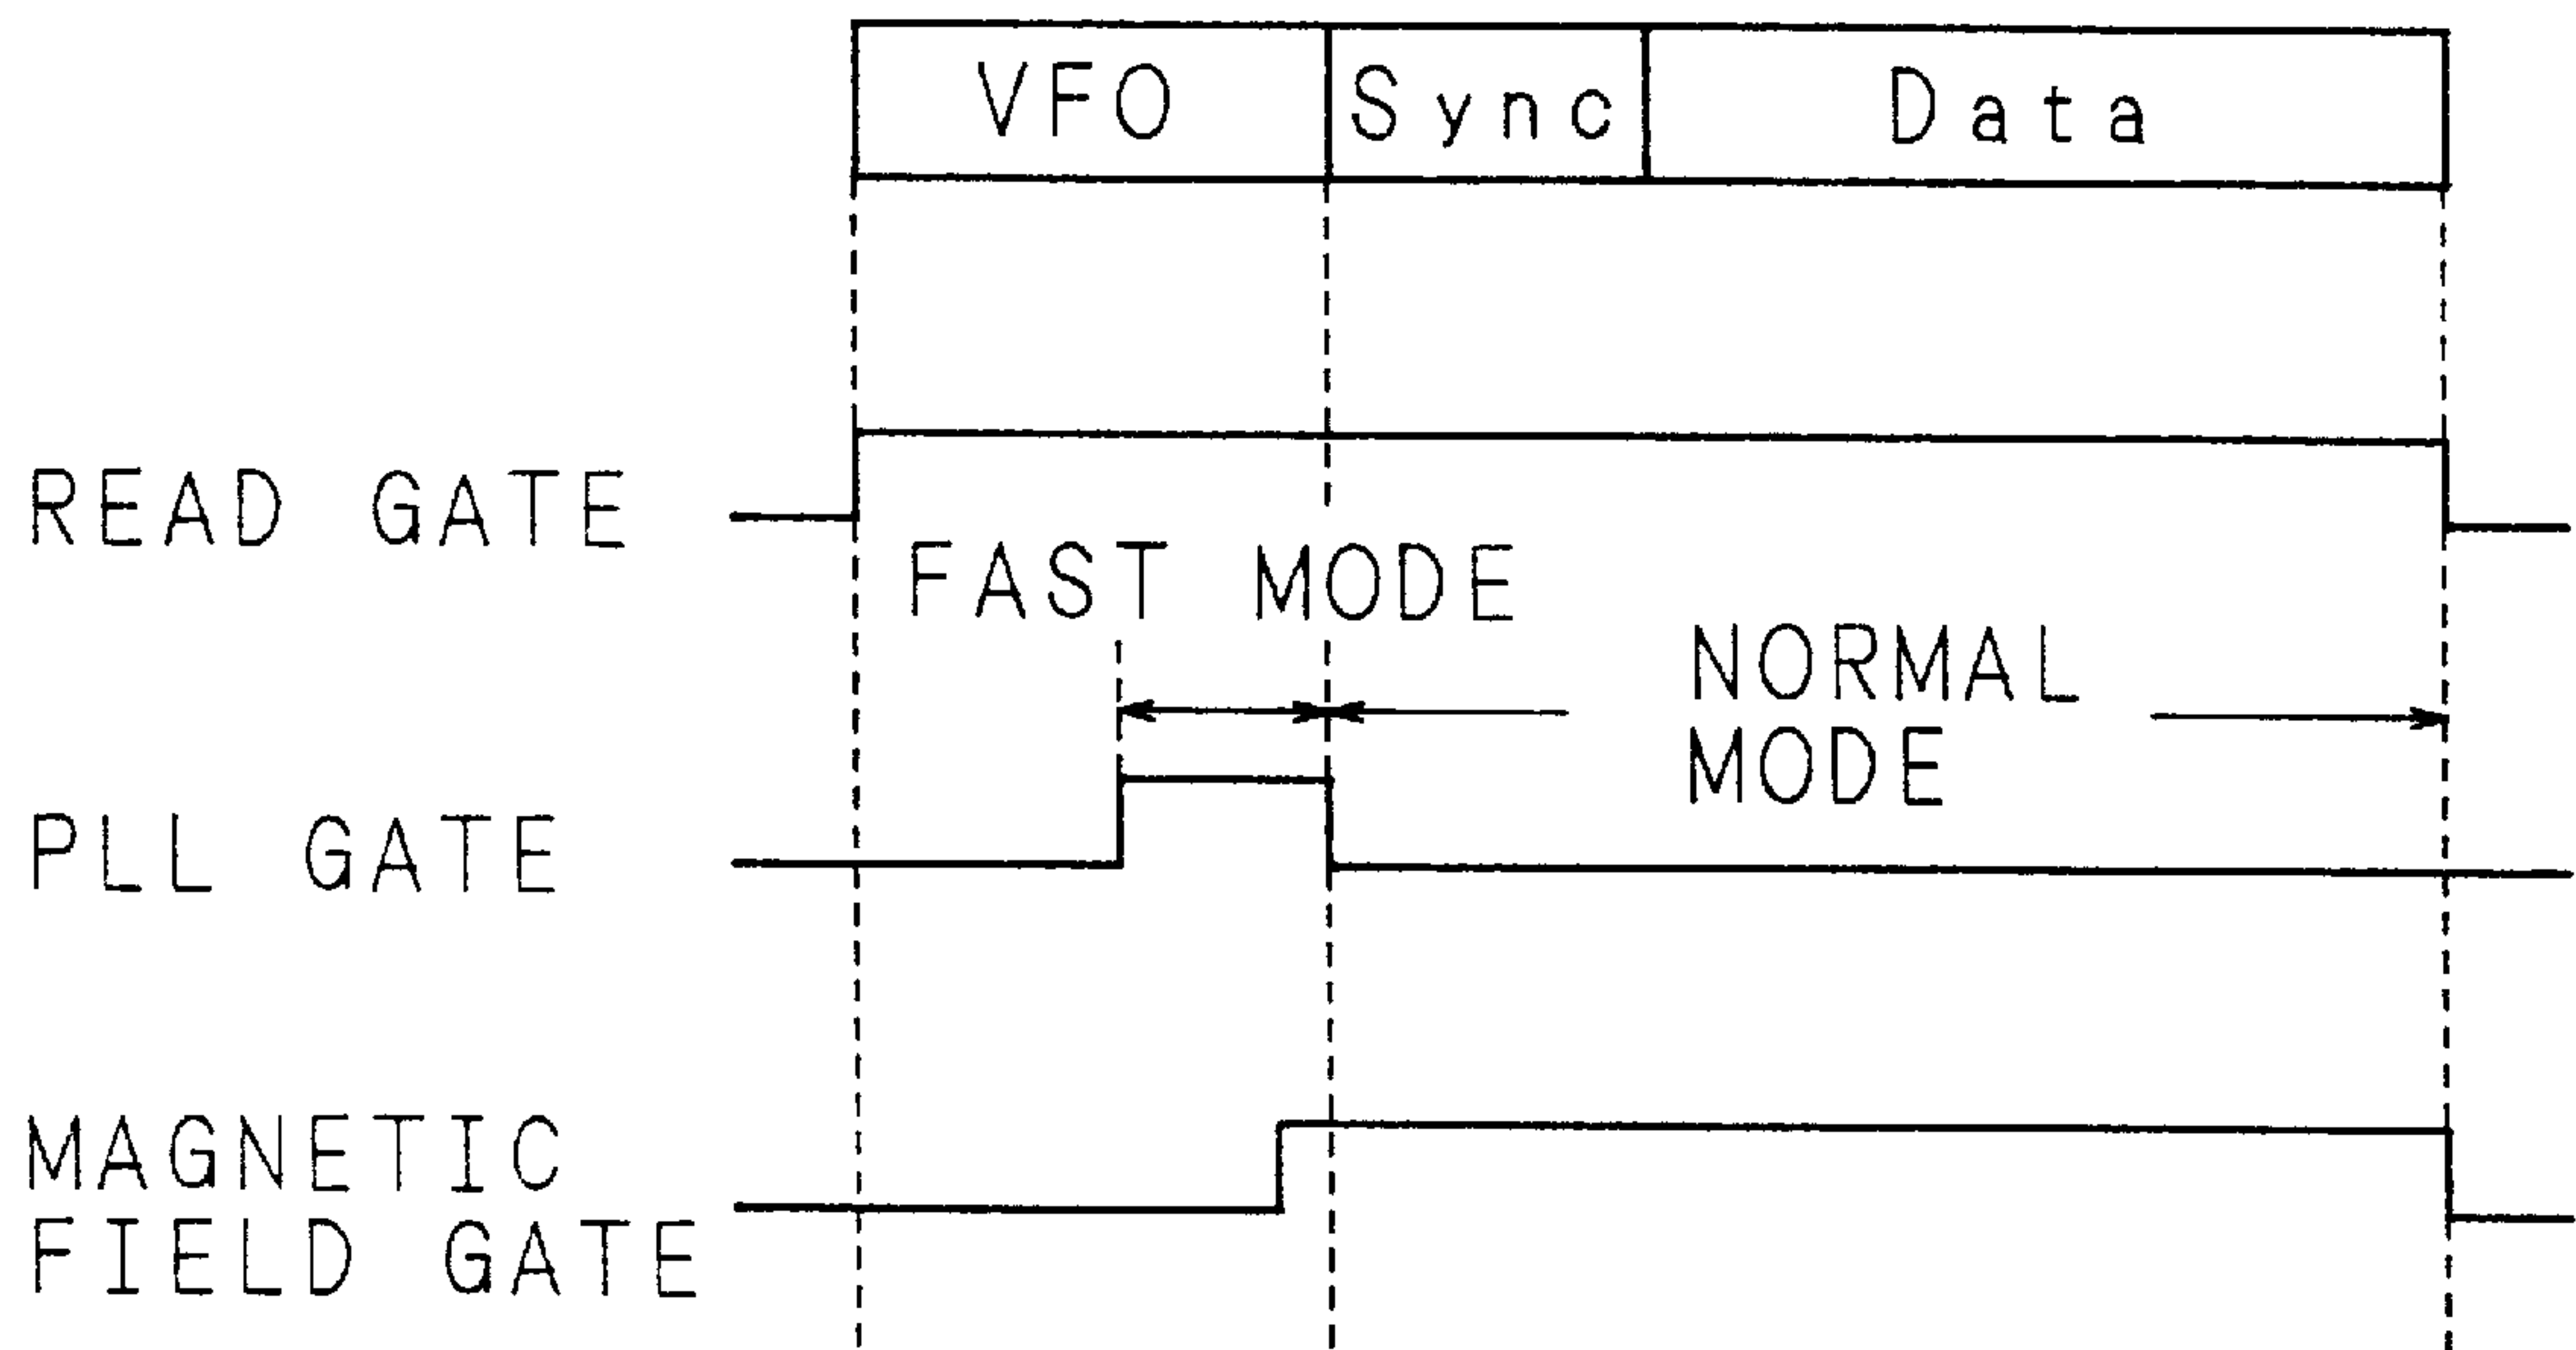 VFO Sync Data
READ GATE
FAST MODE
NORMAL
MODE
PLL GATE
MAGNETIC
FIELD GATE